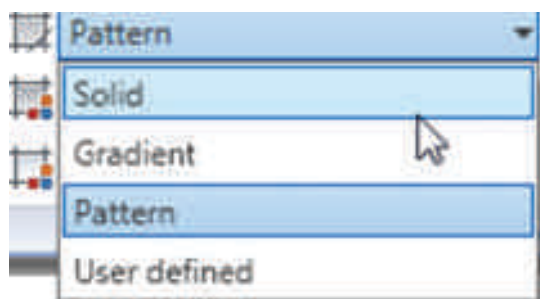 Pattern
Solid
Gradient
Pattern
User defined